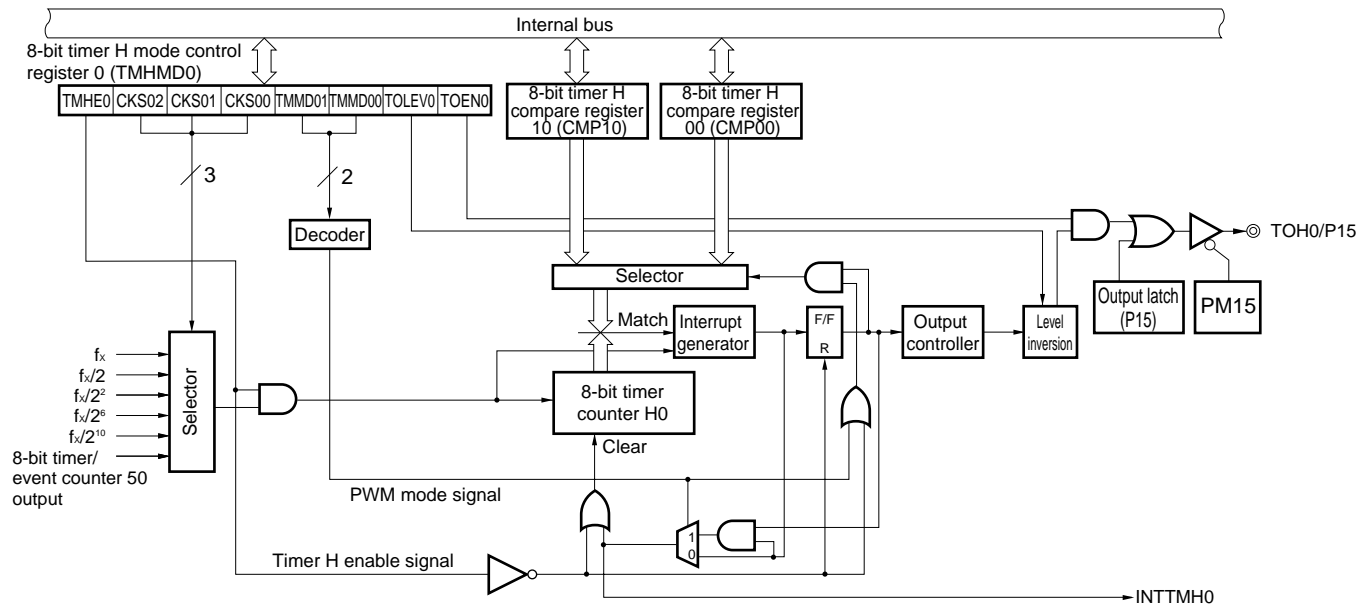 Internal bus
8-bit timer H mode control
register 0 (TMHMD0)
TMHE0 CKS02 CKS01 CKS00 TMMD01 TMMD00 TOLEV0 TOEN0
8-bit timer H
compare register
10 (CMP10)
8-bit timer H
compare register
00 (CMP00)
3
2
Decoder
TOH0/P15
Selector
Output latch
(P15)
PM15
Match
Interrupt
generator
F/F
R
Output
controller
Level
inversion
fX
fX/2
fX/2²
fX/2⁶
fX/2¹⁰
8-bit timer/
event counter 50
output
Selector
8-bit timer
counter H0
Clear
PWM mode signal
1
0
Timer H enable signal
INTTMH0